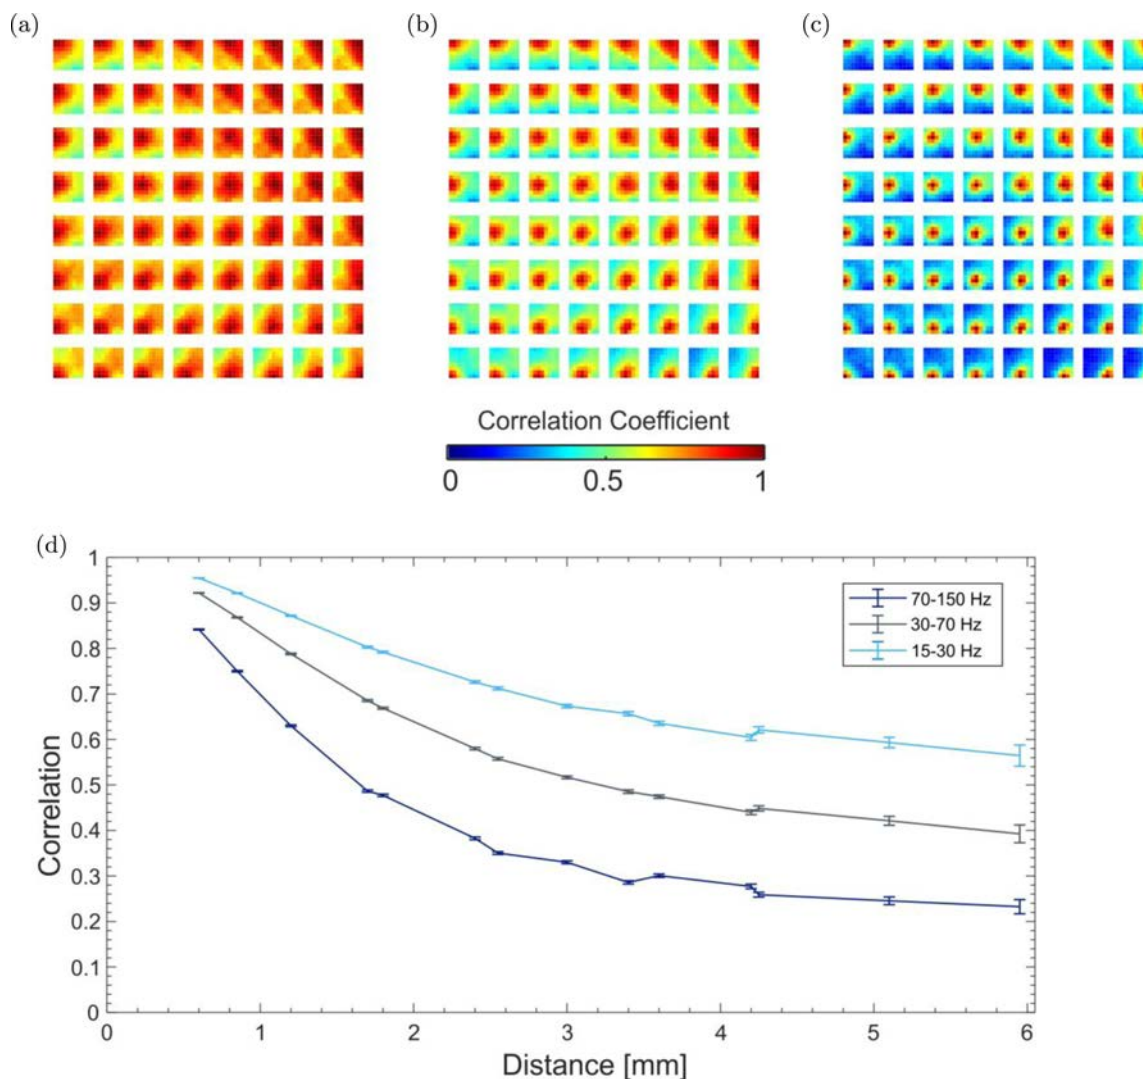 (a) (b) (c)
Correlation Coefficient
0 0.5 1
(d)
1
0.9
0.8
0.7
0.6
0.5
0.4
0.3
0.2
0.1
0
Correlation
70-150 Hz
30-70 Hz
15-30 Hz
0 1 2 3 4 5 6
Distance [mm]